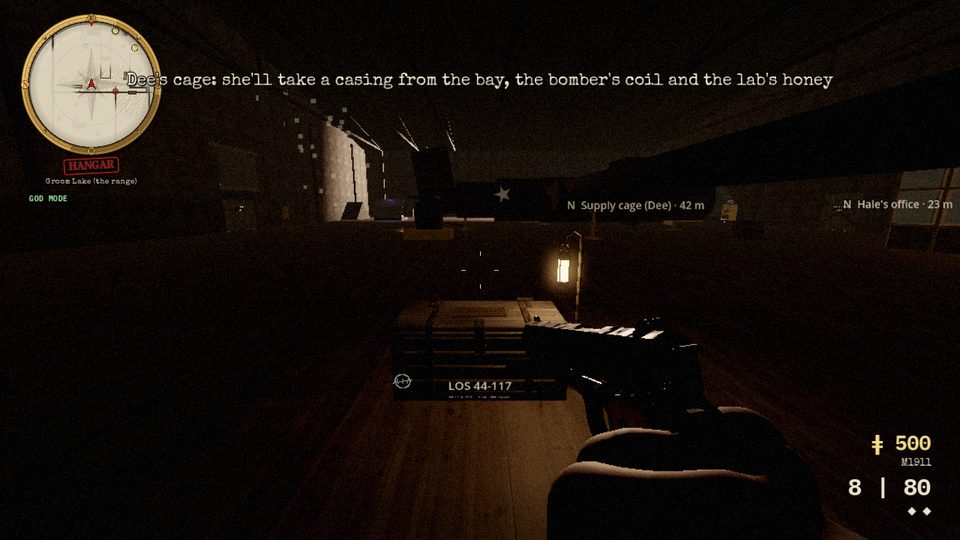 'Dee's cage: she'll take a casing from the bay, the bomber's coil and the lab's honey
HANGAR
Groom Lake (the range)
GOD MODE
N Supply cage (Dee) · 42 m
N Hale's office · 23 m
LOS 44-117
500
M1911
8 | 80